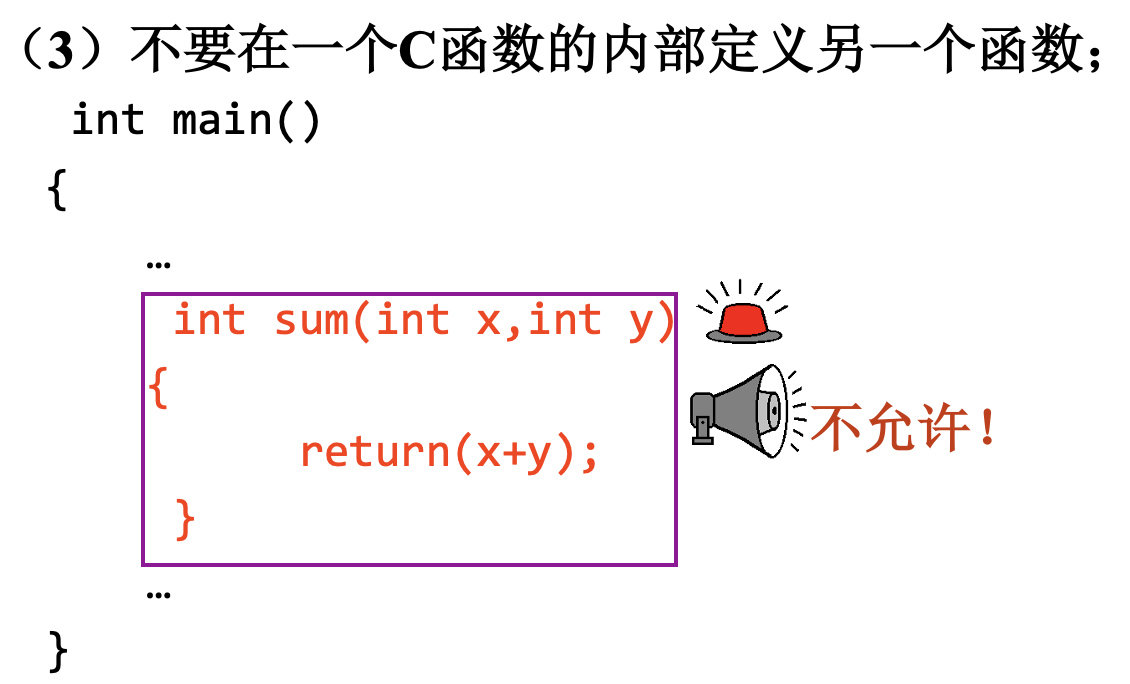 （3）不要在一个C函数的内部定义另一个函数；
int main()
{
…
int sum(int x,int y)
{
return(x+y);
}
不允许！
…
}